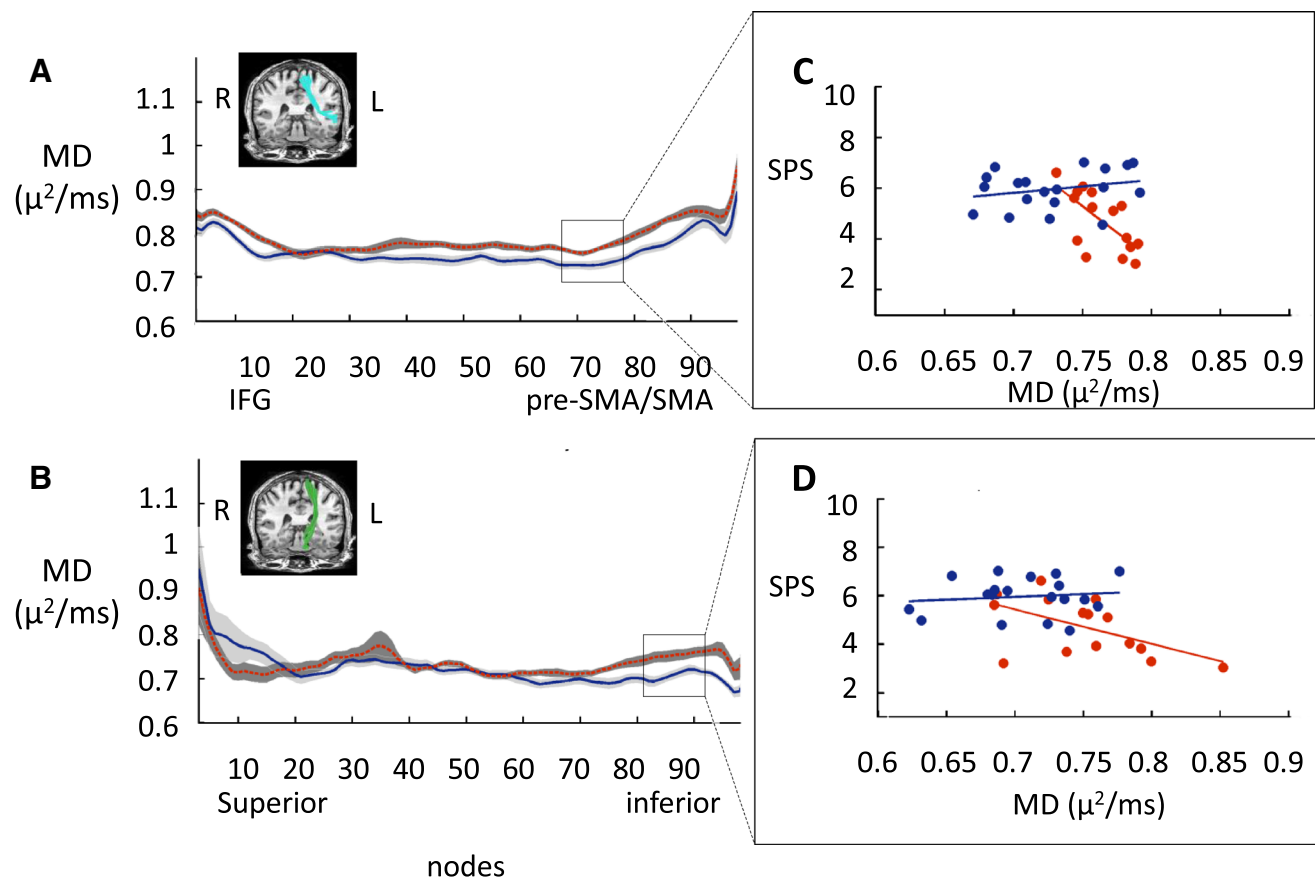 A
R
L
MD
(µ²/ms)
1.1
1
0.9
0.8
0.7
0.6
10 20 30 40 50 60 70 80 90
IFG
pre-SMA/SMA
C
SPS
10
8
6
4
2
0.6 0.65 0.7 0.75 0.8 0.85 0.9
MD (µ²/ms)
B
R
L
MD
(µ²/ms)
1.1
1
0.9
0.8
0.7
0.6
10 20 30 40 50 60 70 80 90
Superior
inferior
nodes
D
SPS
10
8
6
4
2
0.6 0.65 0.7 0.75 0.8 0.85 0.9
MD (µ²/ms)